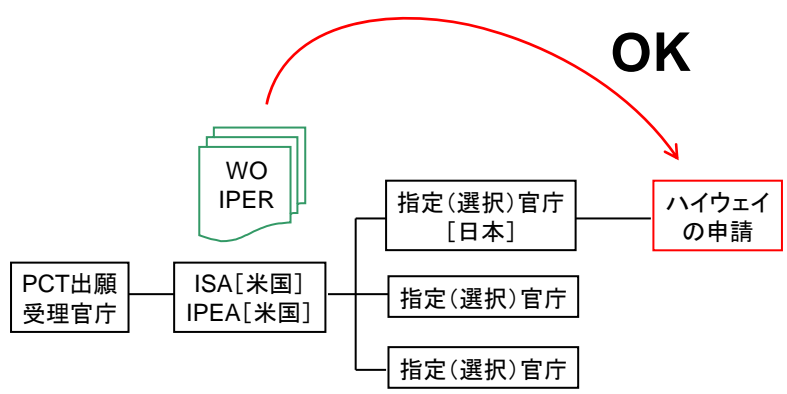 OK
WO
IPER
指定(選択)官庁
[日本]
ハイウェイ
の申請
PCT出願
受理官庁
ISA[米国]
IPEA[米国]
指定(選択)官庁
指定(選択)官庁